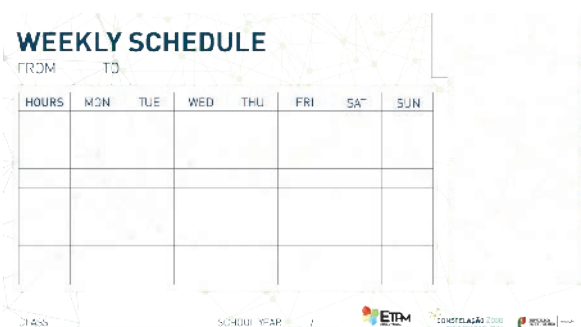 WEEKLY SCHEDULE
FROM TO
HOURS MON TUE WED THU FRI SAT SUN
CLASS SCHOOL YEAR /
ETPM CONSTELAÇÃO